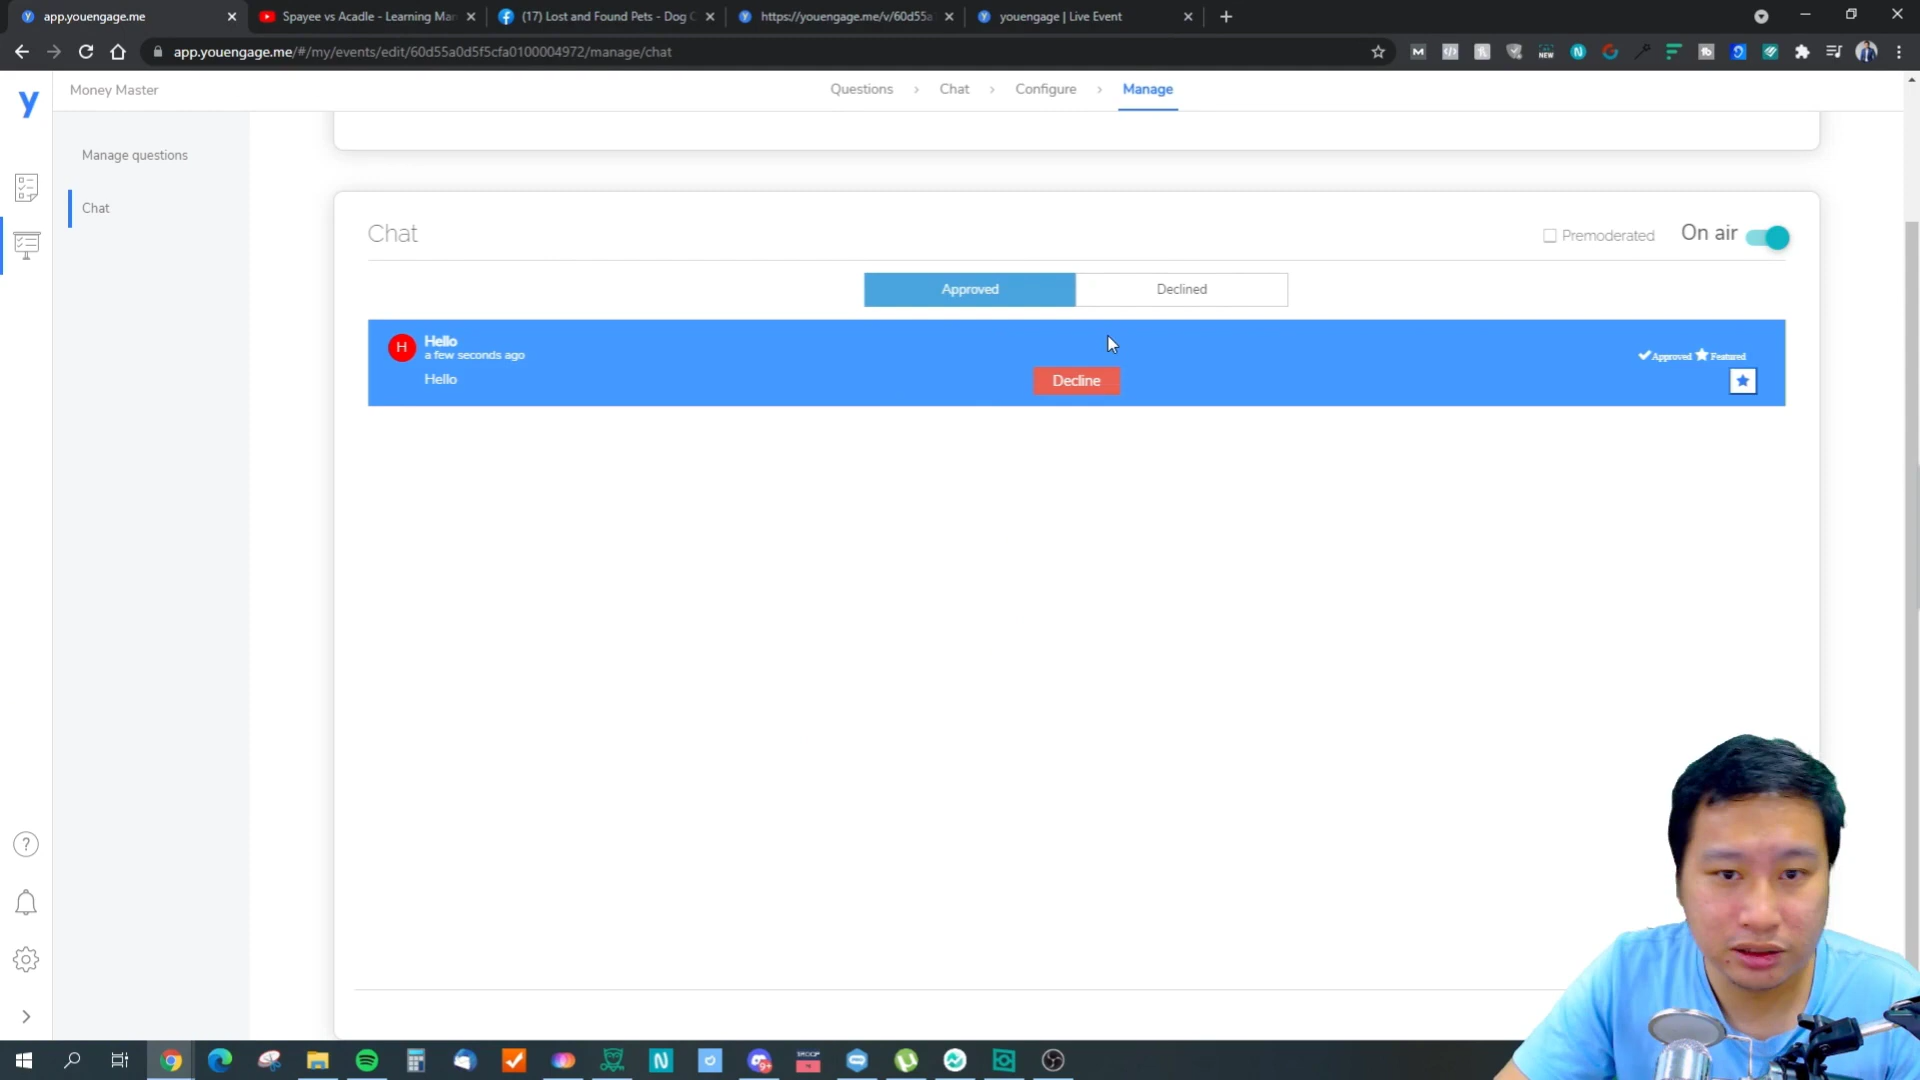 app.youengage.me
Spayee vs Acadle - Learning Man
(17) Lost and Found Pets - Dog C
https://youengage.me/v/60d55a
youengage | Live Event
app.youengage.me/#/my/events/edit/60d55a0d5f5cfa0100004972/manage/chat
y
Money Master
Questions > Chat > Configure > Manage
Manage questions
Chat
Chat
Premoderated
On air
Approved
Declined
H
Hello
a few seconds ago
Hello
Decline
Approved
Featured